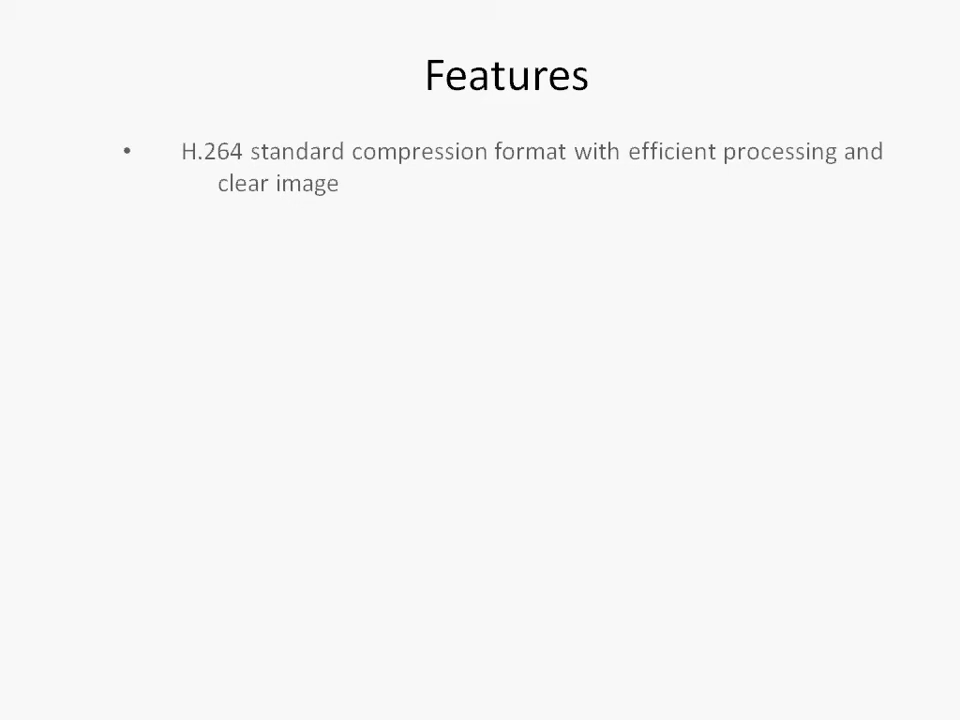 Features
• H.264 standard compression format with efficient processing and
clear image